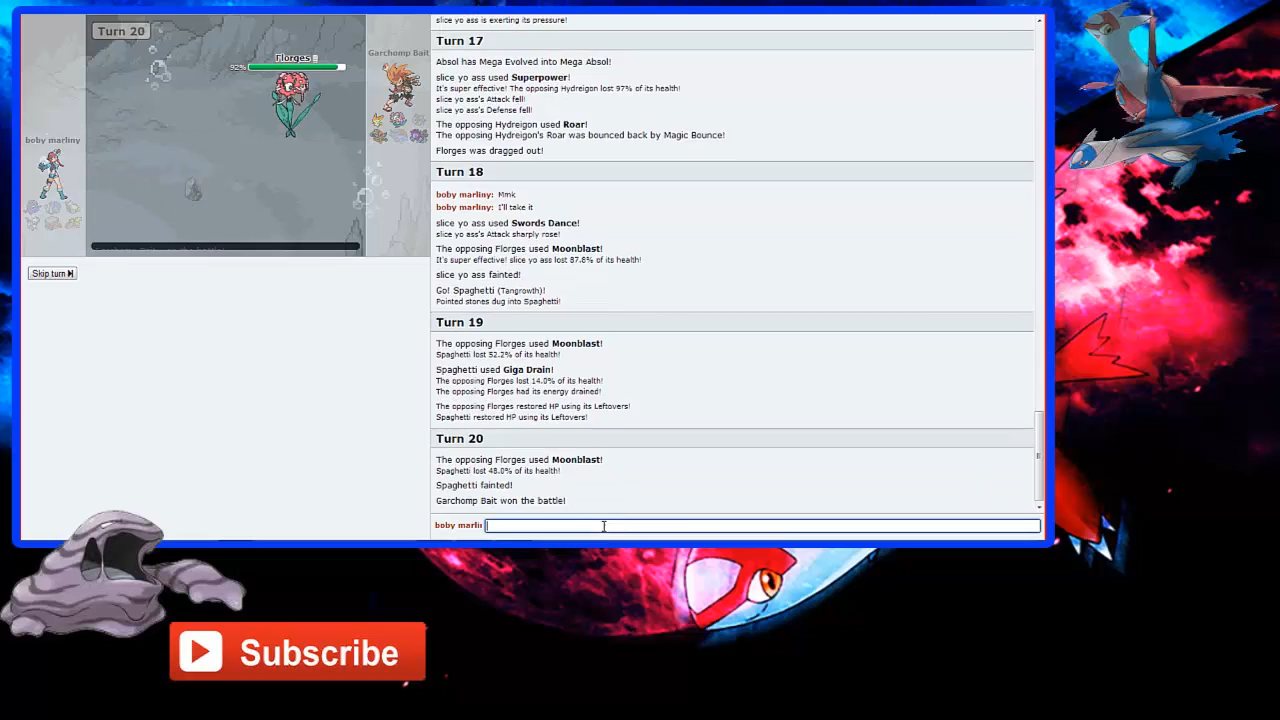 Turn 20
Florges
92%
Garchomp Bait
boby marliny
Garchomp Bait won the battle!
Skip turn
slice yo ass is exerting its pressure!
Turn 17
Absol has Mega Evolved into Mega Absol!
slice yo ass used Superpower!
It's super effective! The opposing Hydreigon lost 97% of its health!
slice yo ass's Attack fell!
slice yo ass's Defense fell!
The opposing Hydreigon used Roar!
The opposing Hydreigon's Roar was bounced back by Magic Bounce!
Florges was dragged out!
Turn 18
boby marliny: Mmk
boby marliny: I'll take it
slice yo ass used Swords Dance!
slice yo ass's Attack sharply rose!
The opposing Florges used Moonblast!
It's super effective! slice yo ass lost 87.8% of its health!
slice yo ass fainted!
Go! Spaghetti (Tangrowth)!
Pointed stones dug into Spaghetti!
Turn 19
The opposing Florges used Moonblast!
Spaghetti lost 52.2% of its health!
Spaghetti used Giga Drain!
The opposing Florges lost 14.0% of its health!
The opposing Florges had its energy drained!
The opposing Florges restored HP using its Leftovers!
Spaghetti restored HP using its Leftovers!
Turn 20
The opposing Florges used Moonblast!
Spaghetti lost 48.0% of its health!
Spaghetti fainted!
Garchomp Bait won the battle!
boby marlin
Subscribe